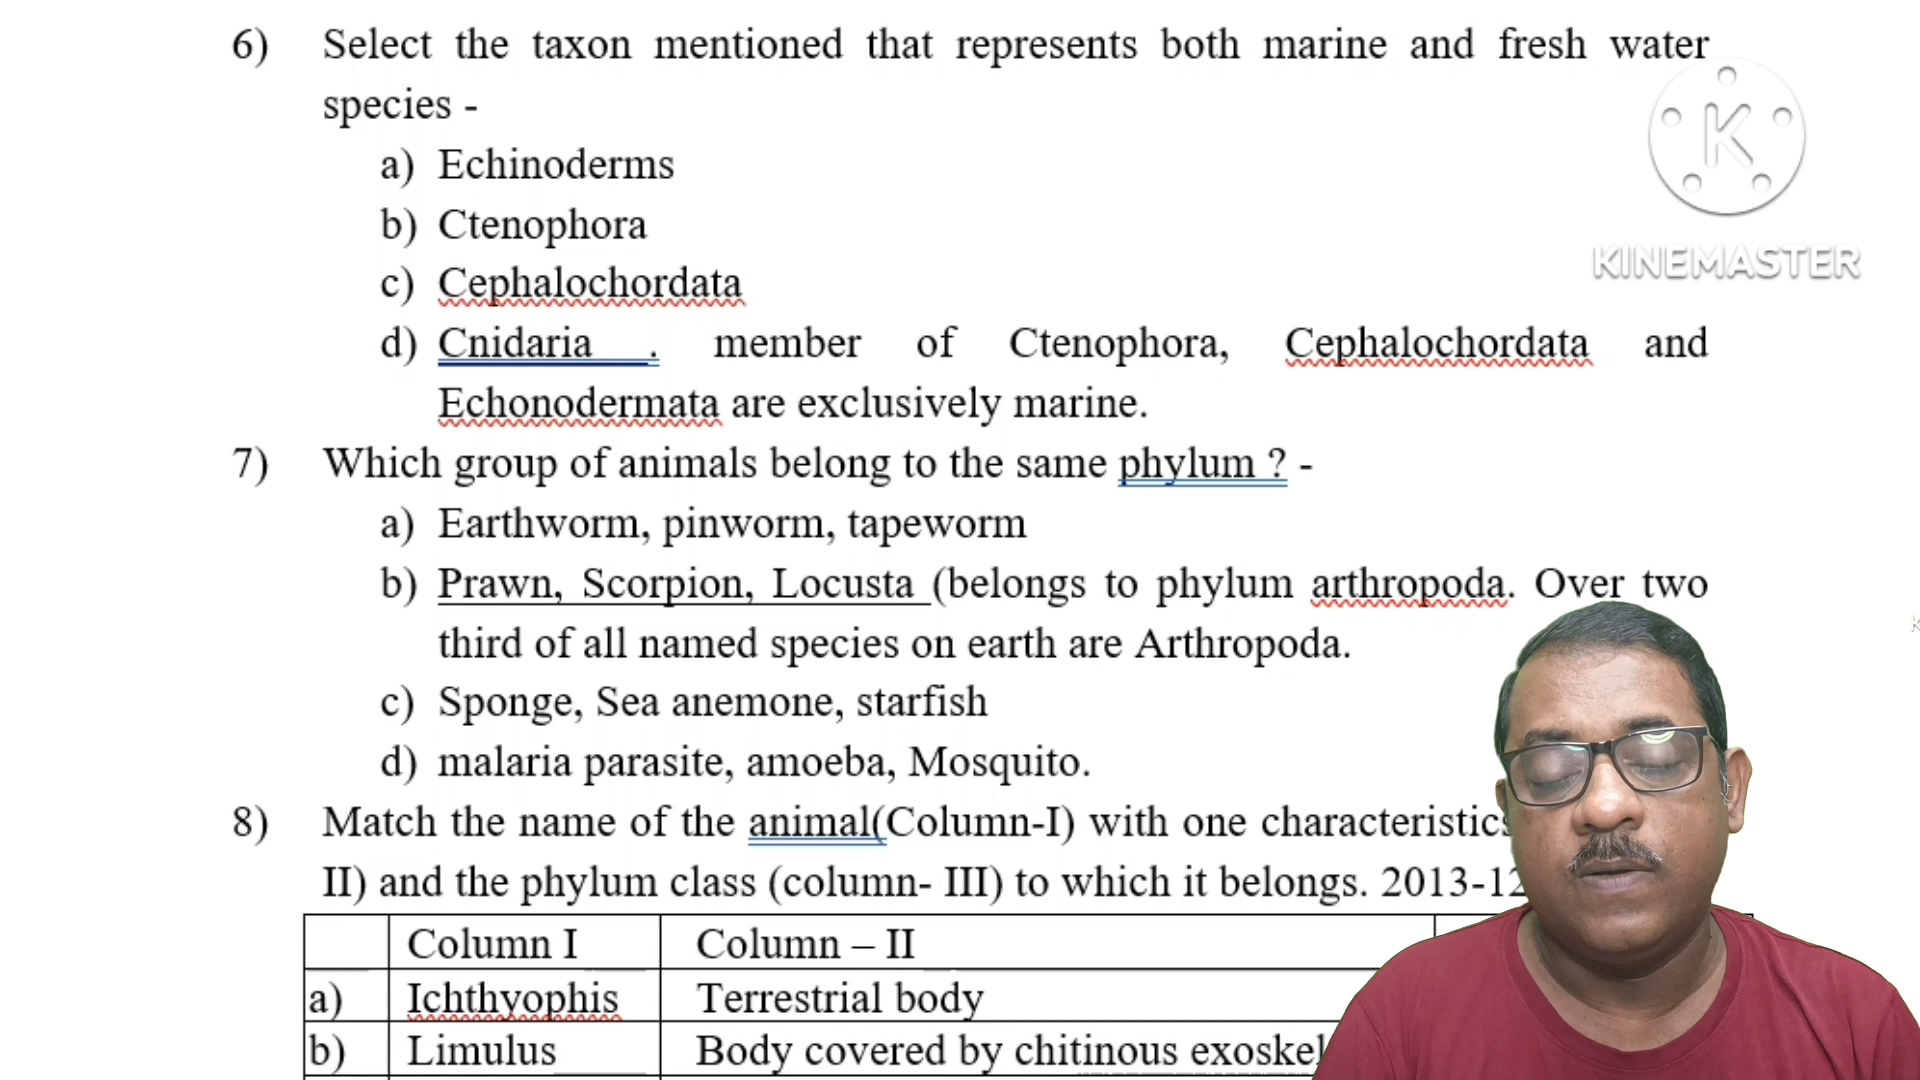 6) Select the taxon mentioned that represents both marine and fresh water
species -
a) Echinoderms
b) Ctenophora
c) Cephalochordata
d) Cnidaria . member of Ctenophora, Cephalochordata and
Echonodermata are exclusively marine.
7) Which group of animals belong to the same phylum ? -
a) Earthworm, pinworm, tapeworm
b) Prawn, Scorpion, Locusta (belongs to phylum arthropoda. Over two
third of all named species on earth are Arthropoda.
c) Sponge, Sea anemone, starfish
d) malaria parasite, amoeba, Mosquito.
8) Match the name of the animal(Column-I) with one characteristics
II) and the phylum class (column- III) to which it belongs. 2013-12
Column I Column – II
a) Ichthyophis Terrestrial body
b) Limulus Body covered by chitinous
K
KINEMASTER